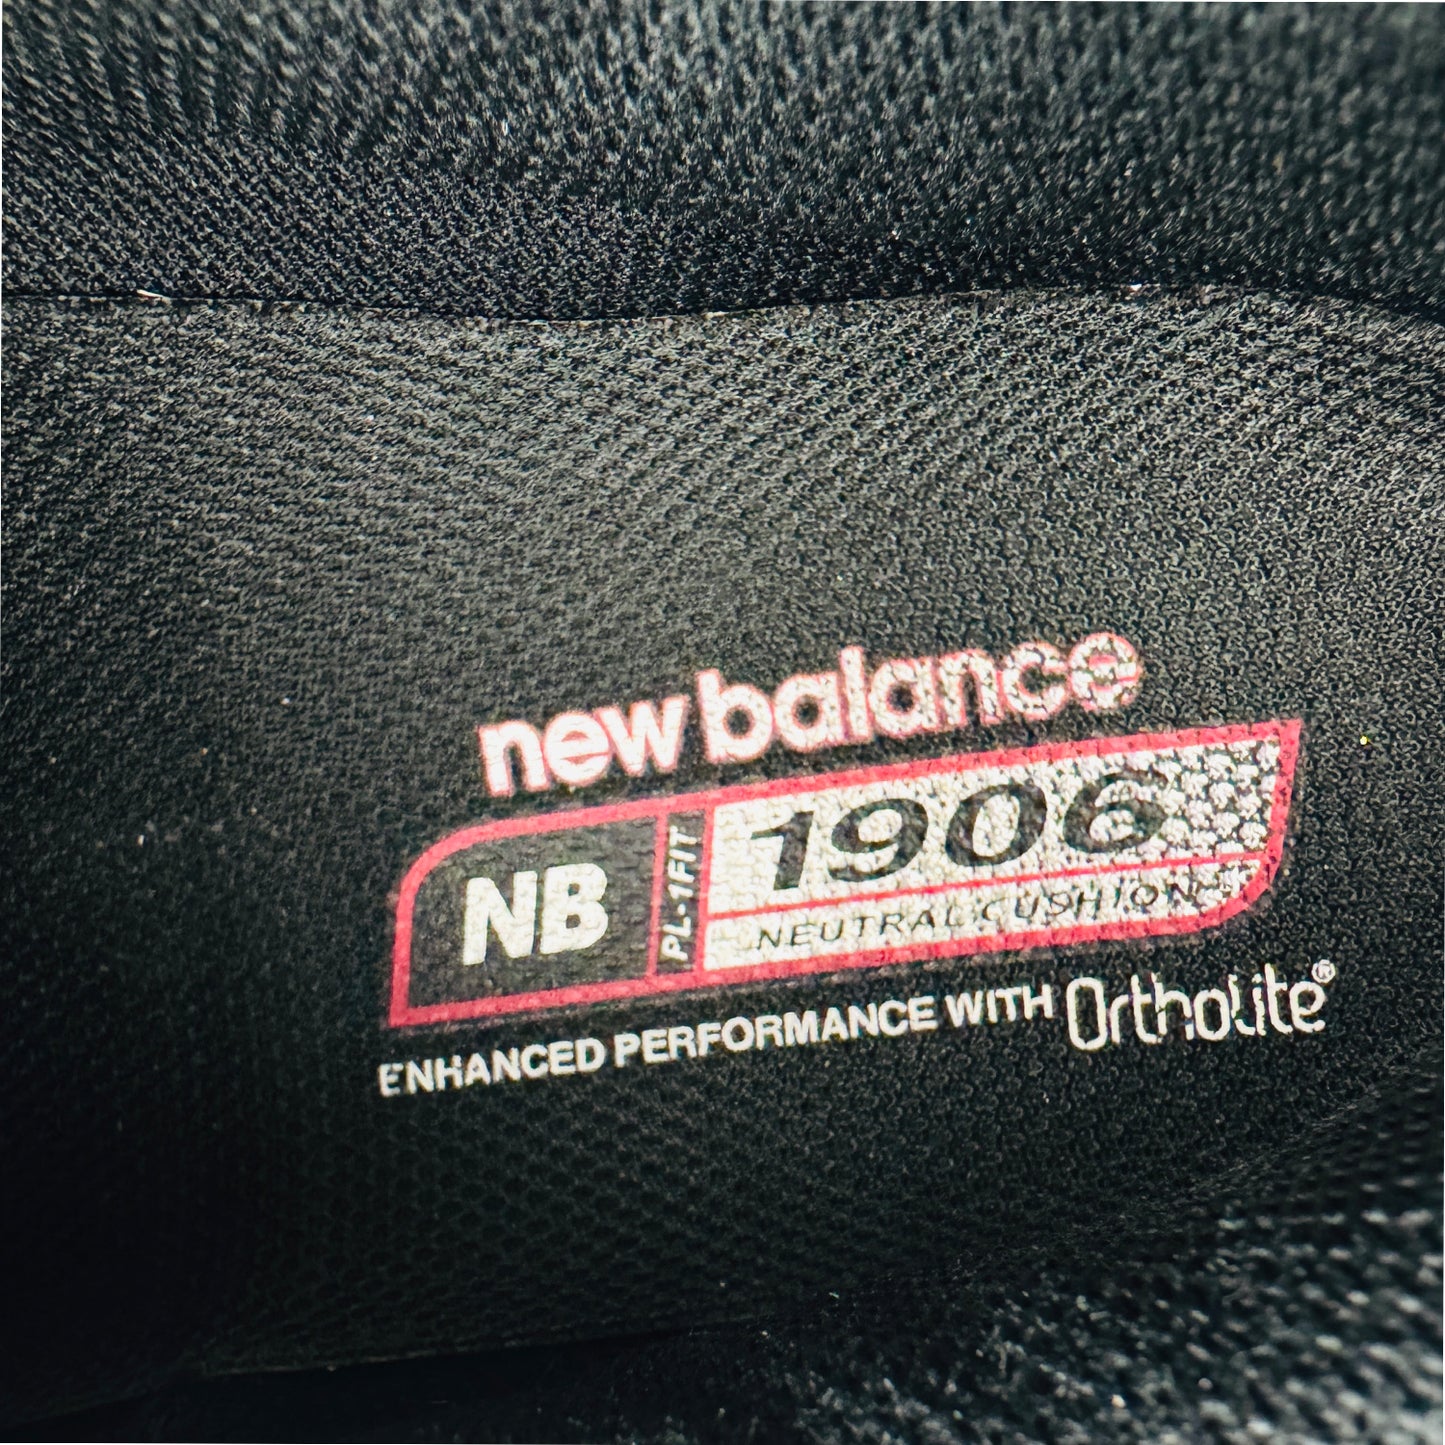 new balance
NB PL-1FIT 1906
NEUTRAL CUSHION
ENHANCED PERFORMANCE WITH OrthoLite®